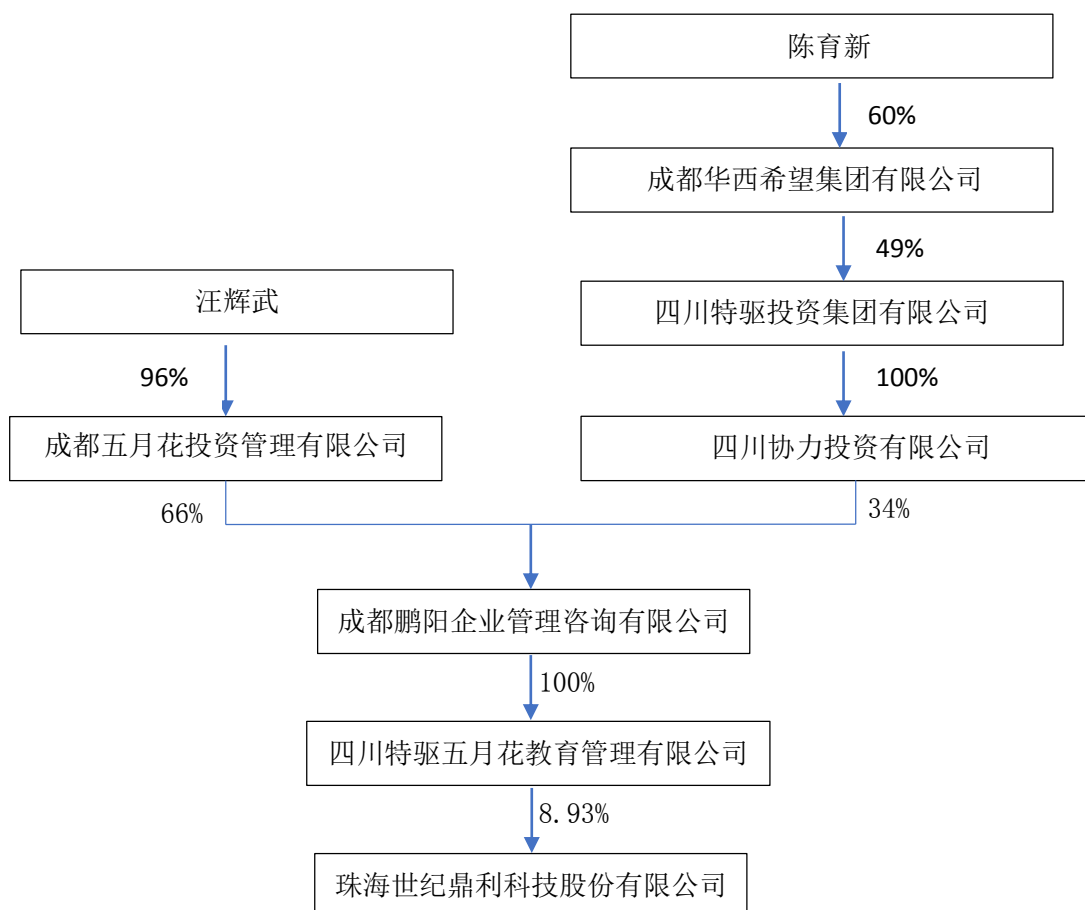 陈育新
60%
成都华西希望集团有限公司
49%
汪辉武
四川特驱投资集团有限公司
96%
100%
成都五月花投资管理有限公司
四川协力投资有限公司
66%
34%
成都鹏阳企业管理咨询有限公司
100%
四川特驱五月花教育管理有限公司
8.93%
珠海世纪鼎利科技股份有限公司